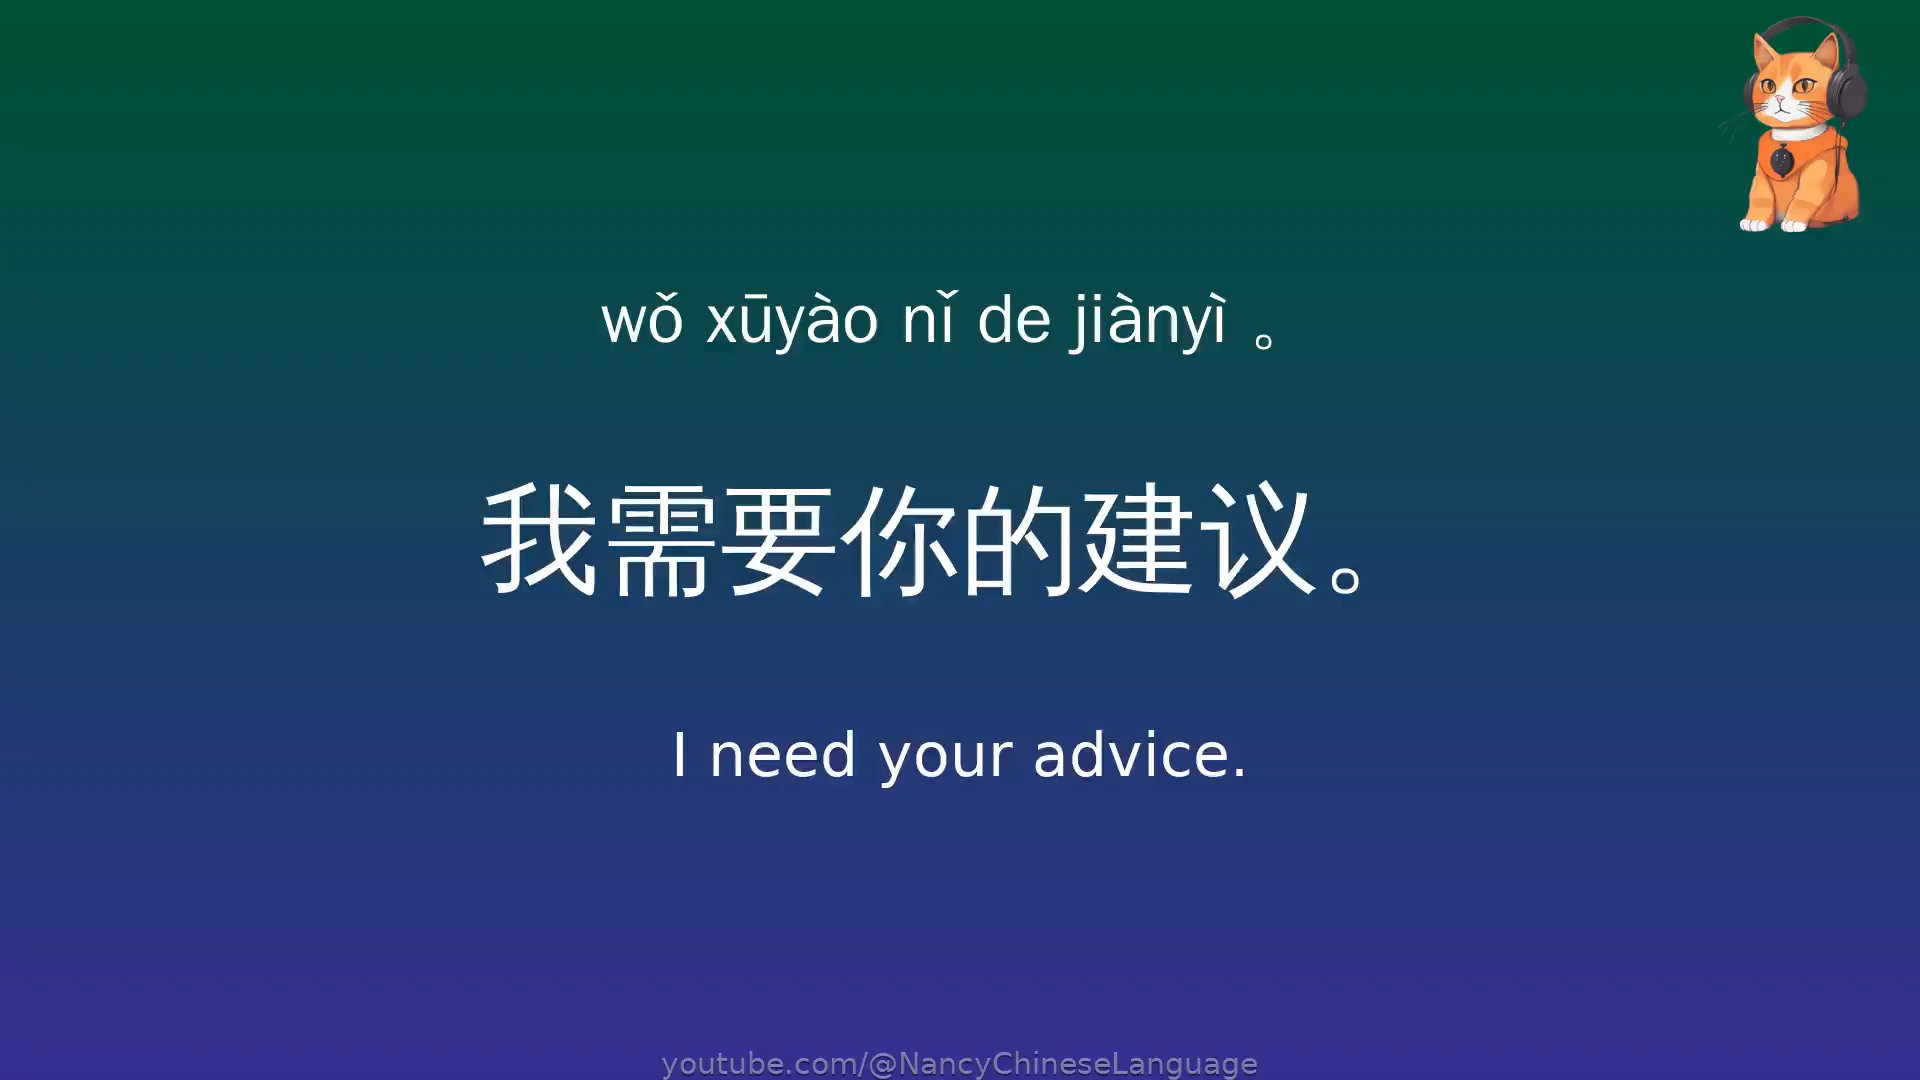 wǒ xūyào nǐ de jiànyì 。
我需要你的建议。
I need your advice.
youtube.com/@NancyChineseLanguage